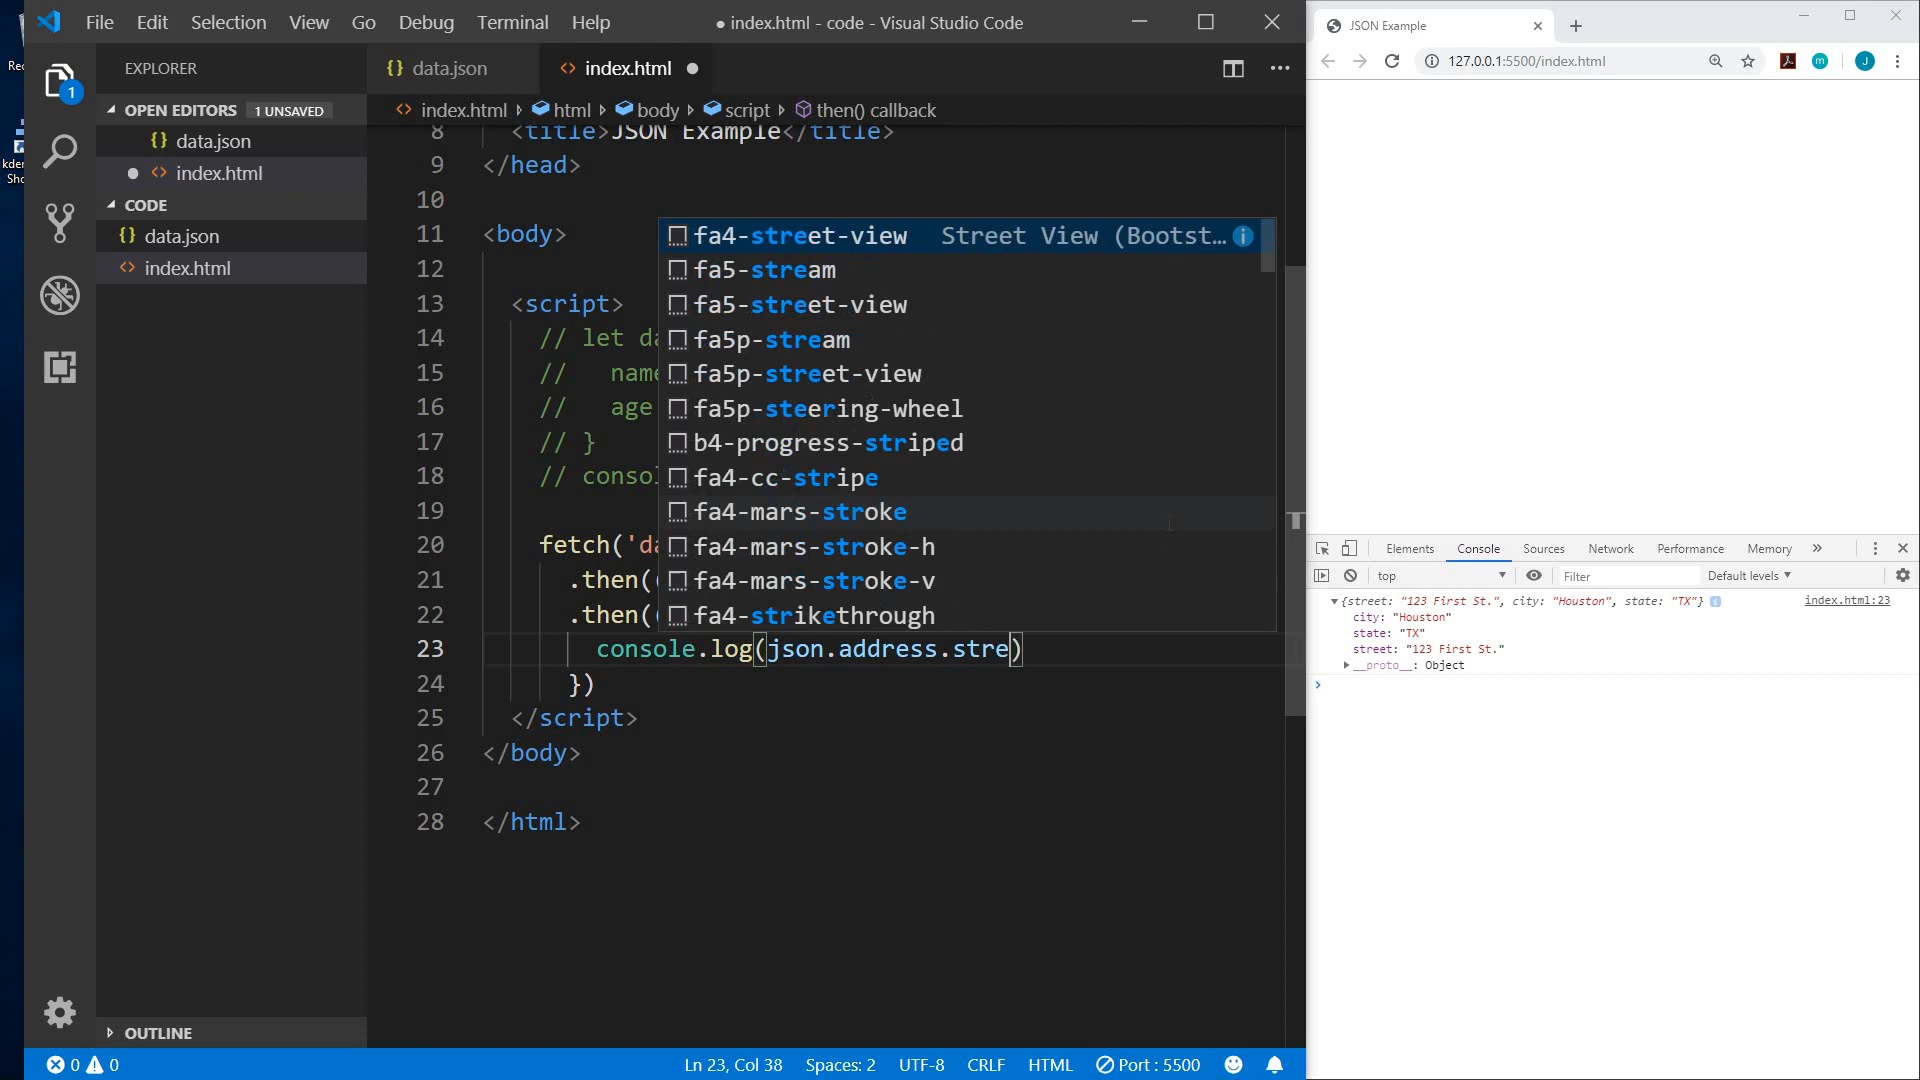 File Edit Selection View Go Debug Terminal Help
● index.html - code - Visual Studio Code
EXPLORER
OPEN EDITORS 1 UNSAVED
{} data.json
● <> index.html
CODE
{} data.json
<> index.html
OUTLINE
1
{} data.json
<> index.html ●
<> index.html › html › body › script › then() callback
8 <title>JSON Example</title>
9 </head>
10
11 <body>
12
13 <script>
14 // let da
15 // name
16 // age
17 // }
18 // consol
19
20 fetch('da
21 .then((
22 .then((
23 console.log(json.address.stre)
24 })
25 </script>
26 </body>
27
28 </html>
fa4-street-view Street View (Bootst…
fa5-stream
fa5-street-view
fa5p-stream
fa5p-street-view
fa5p-steering-wheel
b4-progress-striped
fa4-cc-stripe
fa4-mars-stroke
fa4-mars-stroke-h
fa4-mars-stroke-v
fa4-strikethrough
0 0
Ln 23, Col 38 Spaces: 2 UTF-8 CRLF HTML Port : 5500
JSON Example
127.0.0.1:5500/index.html
m
J
Elements Console Sources Network Performance Memory »
top Filter Default levels
{street: "123 First St.", city: "Houston", state: "TX"} index.html:23
city: "Houston"
state: "TX"
street: "123 First St."
__proto__: Object
>